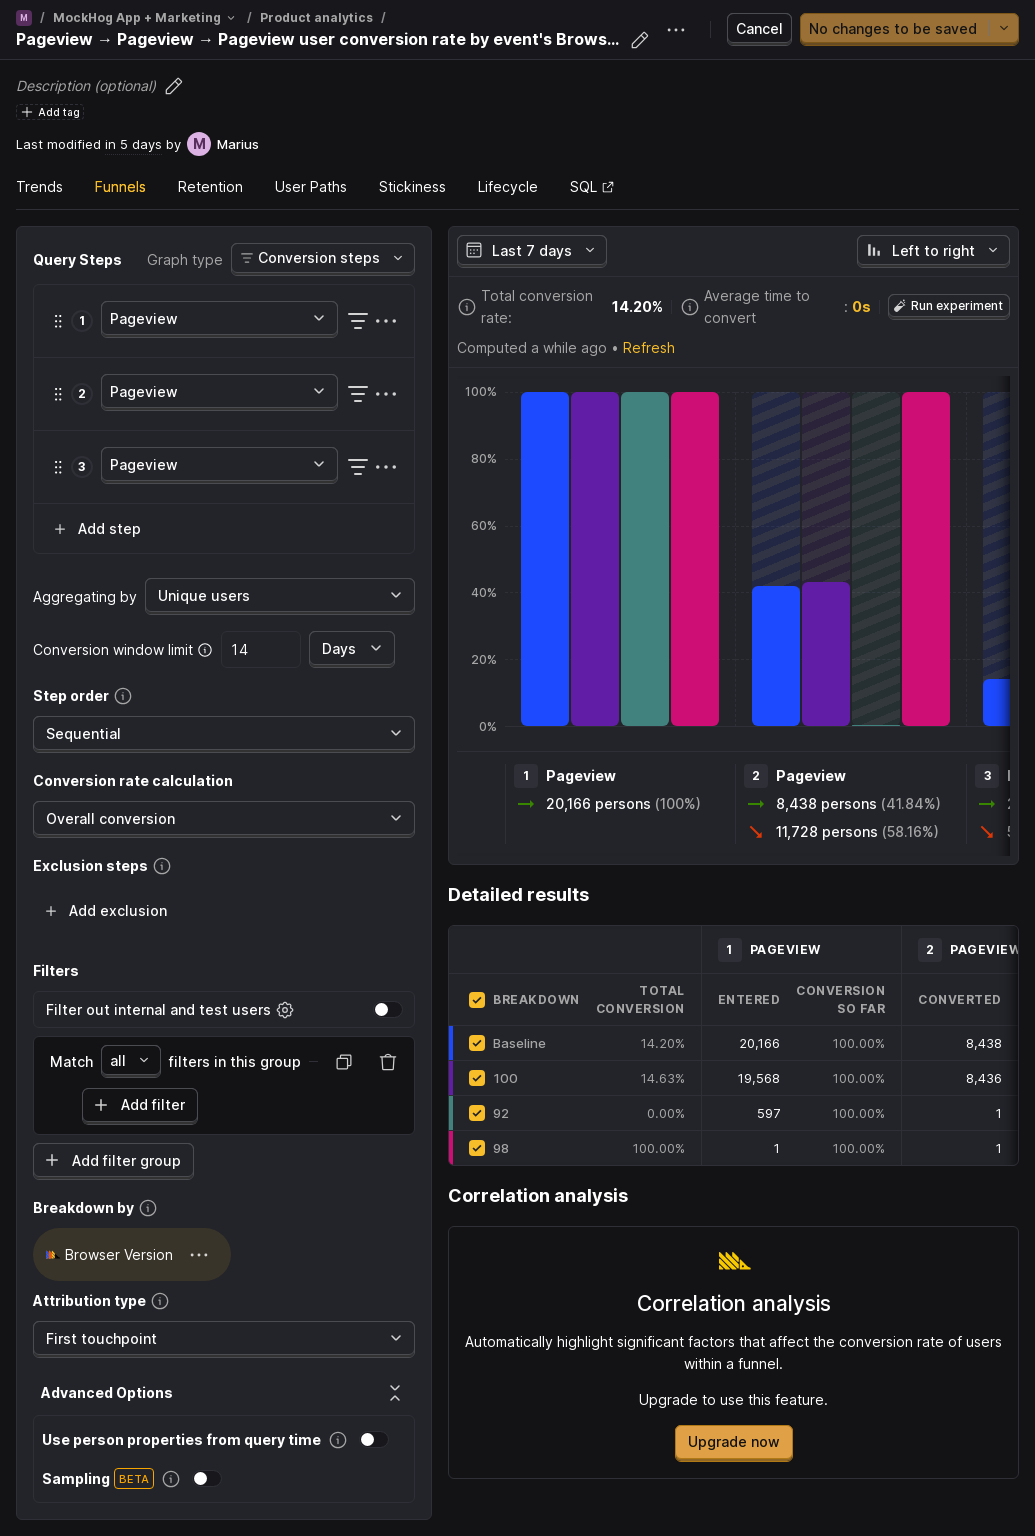 M / MockHog App + Marketing / Product analytics /
Pageview → Pageview → Pageview user conversion rate by event's Brows...
Cancel
No changes to be saved
Description (optional)
Add tag
Last modified in 5 days by M Marius
Trends Funnels Retention User Paths Stickiness Lifecycle SQL
Query Steps
Graph type
Conversion steps
1 Pageview
2 Pageview
3 Pageview
Add step
Aggregating by
Unique users
Conversion window limit
14
Days
Step order
Sequential
Conversion rate calculation
Overall conversion
Exclusion steps
Add exclusion
Filters
Filter out internal and test users
Match all filters in this group
Add filter
Add filter group
Breakdown by
Browser Version
Attribution type
First touchpoint
Advanced Options
Use person properties from query time
Sampling BETA
Last 7 days
Left to right
Total conversion
rate:
14.20%
Average time to
convert
: 0s
Run experiment
Computed a while ago • Refresh
100%
80%
60%
40%
20%
0%
1 Pageview
20,166 persons (100%)
2 Pageview
8,438 persons (41.84%)
11,728 persons (58.16%)
3
Detailed results
1 PAGEVIEW
2 PAGEVIEW
BREAKDOWN
TOTAL
CONVERSION
ENTERED
CONVERSION
SO FAR
CONVERTED
Baseline 14.20% 20,166 100.00% 8,438
100 14.63% 19,568 100.00% 8,436
92 0.00% 597 100.00% 1
98 100.00% 1 100.00% 1
Correlation analysis
Correlation analysis
Automatically highlight significant factors that affect the conversion rate of users
within a funnel.
Upgrade to use this feature.
Upgrade now